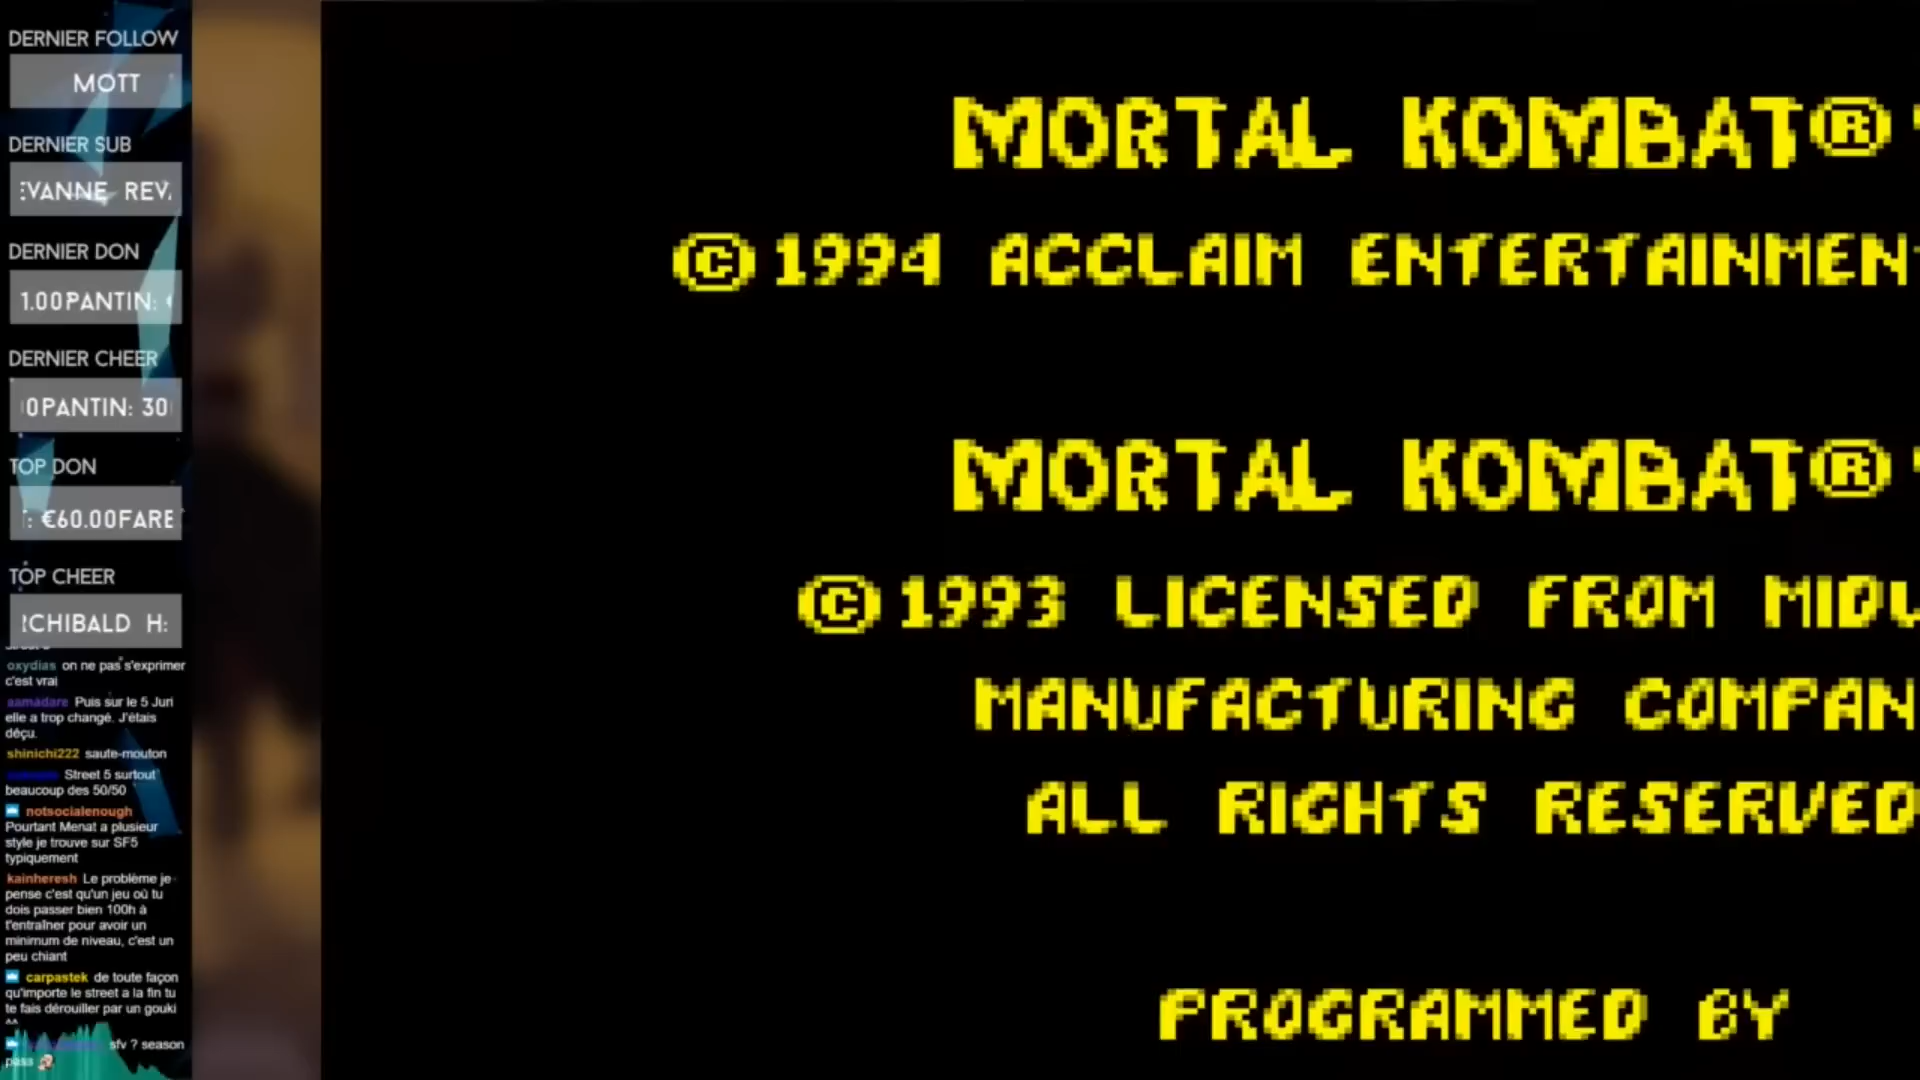 DERNIER FOLLOW
MOTT
DERNIER SUB
EVANNE REV
DERNIER DON
1.00PANTIN:
DERNIER CHEER
0PANTIN: 30
TOP DON
: €60.00FARE
TOP CHEER
CHIBALD H:
oxydias on ne pas s'exprimer
c'est vrai
aamadare Puis sur le 5 Juri
elle a trop changé. J'étais
déçu.
shinichi222 saute-mouton
Street 5 surtout
beaucoup des 50/50
notsocialenough
Pourtant Menat a plusieur
style je trouve sur SF5
typiquement
kainheresh Le problème je
pense c'est qu'un jeu où tu
dois passer bien 100h à
t'entraîner pour avoir un
minimum de niveau, c'est un
peu chiant
carpastek de toute façon
qu'importe le street a la fin tu
te fais dérouiller par un gouki
^^
sfv ? season
pass
MORTAL KOMBAT®
©1994 ACCLAIM ENTERTAINMENT
MORTAL KOMBAT®
©1993 LICENSED FROM MIDW
MANUFACTURING COMPAN
ALL RIGHTS RESERVED
PROGRAMMED BY